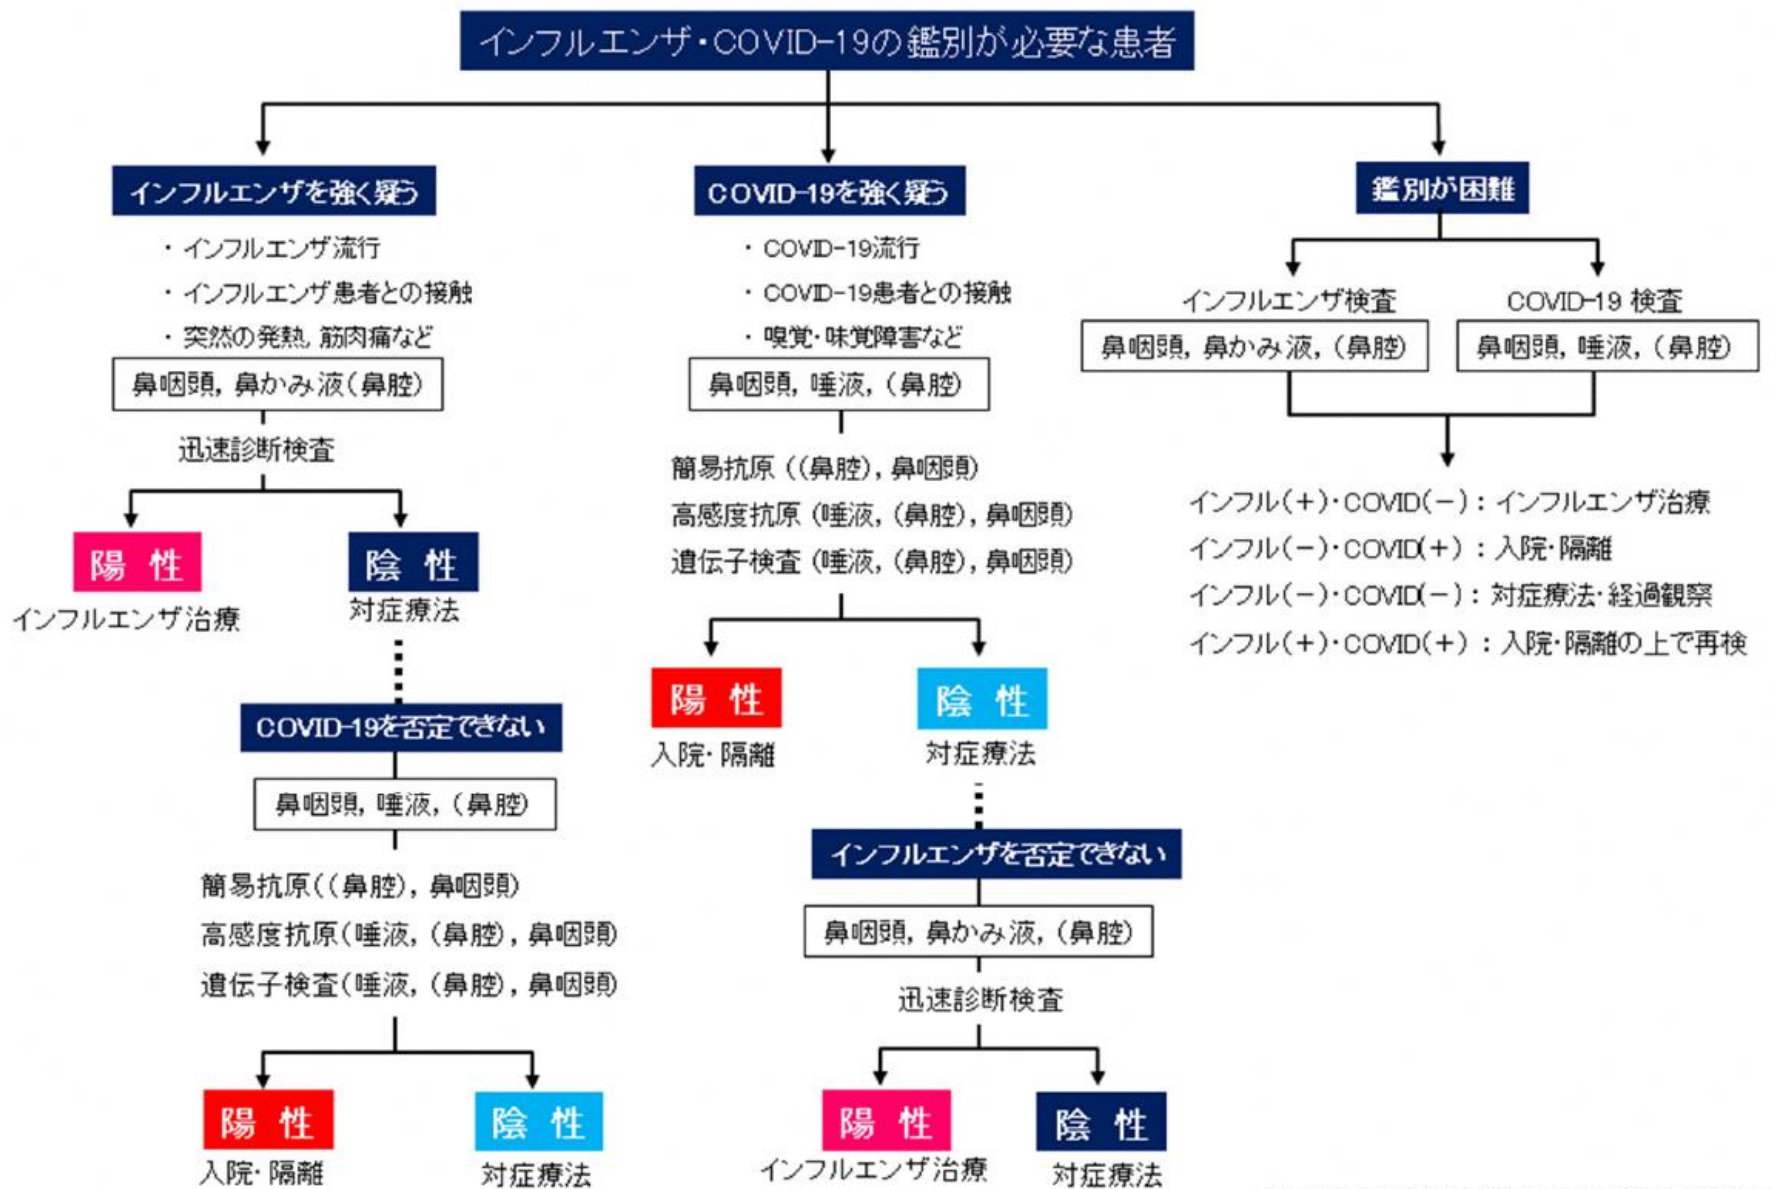 インフルエンザ・COVID-19の鑑別が必要な患者
インフルエンザを強く疑う
・インフルエンザ流行
・インフルエンザ患者との接触
・突然の発熱, 筋肉痛など
鼻咽頭, 鼻かみ液(鼻腔)
迅速診断検査
陽 性
インフルエンザ治療
陰 性
対症療法
COVID-19を否定できない
鼻咽頭, 唾液, (鼻腔)
簡易抗原((鼻腔), 鼻咽頭)
高感度抗原(唾液, (鼻腔), 鼻咽頭)
遺伝子検査(唾液, (鼻腔), 鼻咽頭)
陽 性
入院・隔離
陰 性
対症療法
COVID-19を強く疑う
・COVID-19流行
・COVID-19患者との接触
・嗅覚・味覚障害など
鼻咽頭, 唾液, (鼻腔)
簡易抗原 ((鼻腔), 鼻咽頭)
高感度抗原 (唾液, (鼻腔), 鼻咽頭)
遺伝子検査 (唾液, (鼻腔), 鼻咽頭)
陽 性
入院・隔離
陰 性
対症療法
インフルエンザを否定できない
鼻咽頭, 鼻かみ液, (鼻腔)
迅速診断検査
陽 性
インフルエンザ治療
陰 性
対症療法
鑑別が困難
インフルエンザ検査
鼻咽頭, 鼻かみ液, (鼻腔)
COVID-19 検査
鼻咽頭, 唾液, (鼻腔)
インフル(+)・COVID(-) : インフルエンザ治療
インフル(-)・COVID(+) : 入院・隔離
インフル(-)・COVID(-) : 対症療法・経過観察
インフル(+)・COVID(+) : 入院・隔離の上で再検